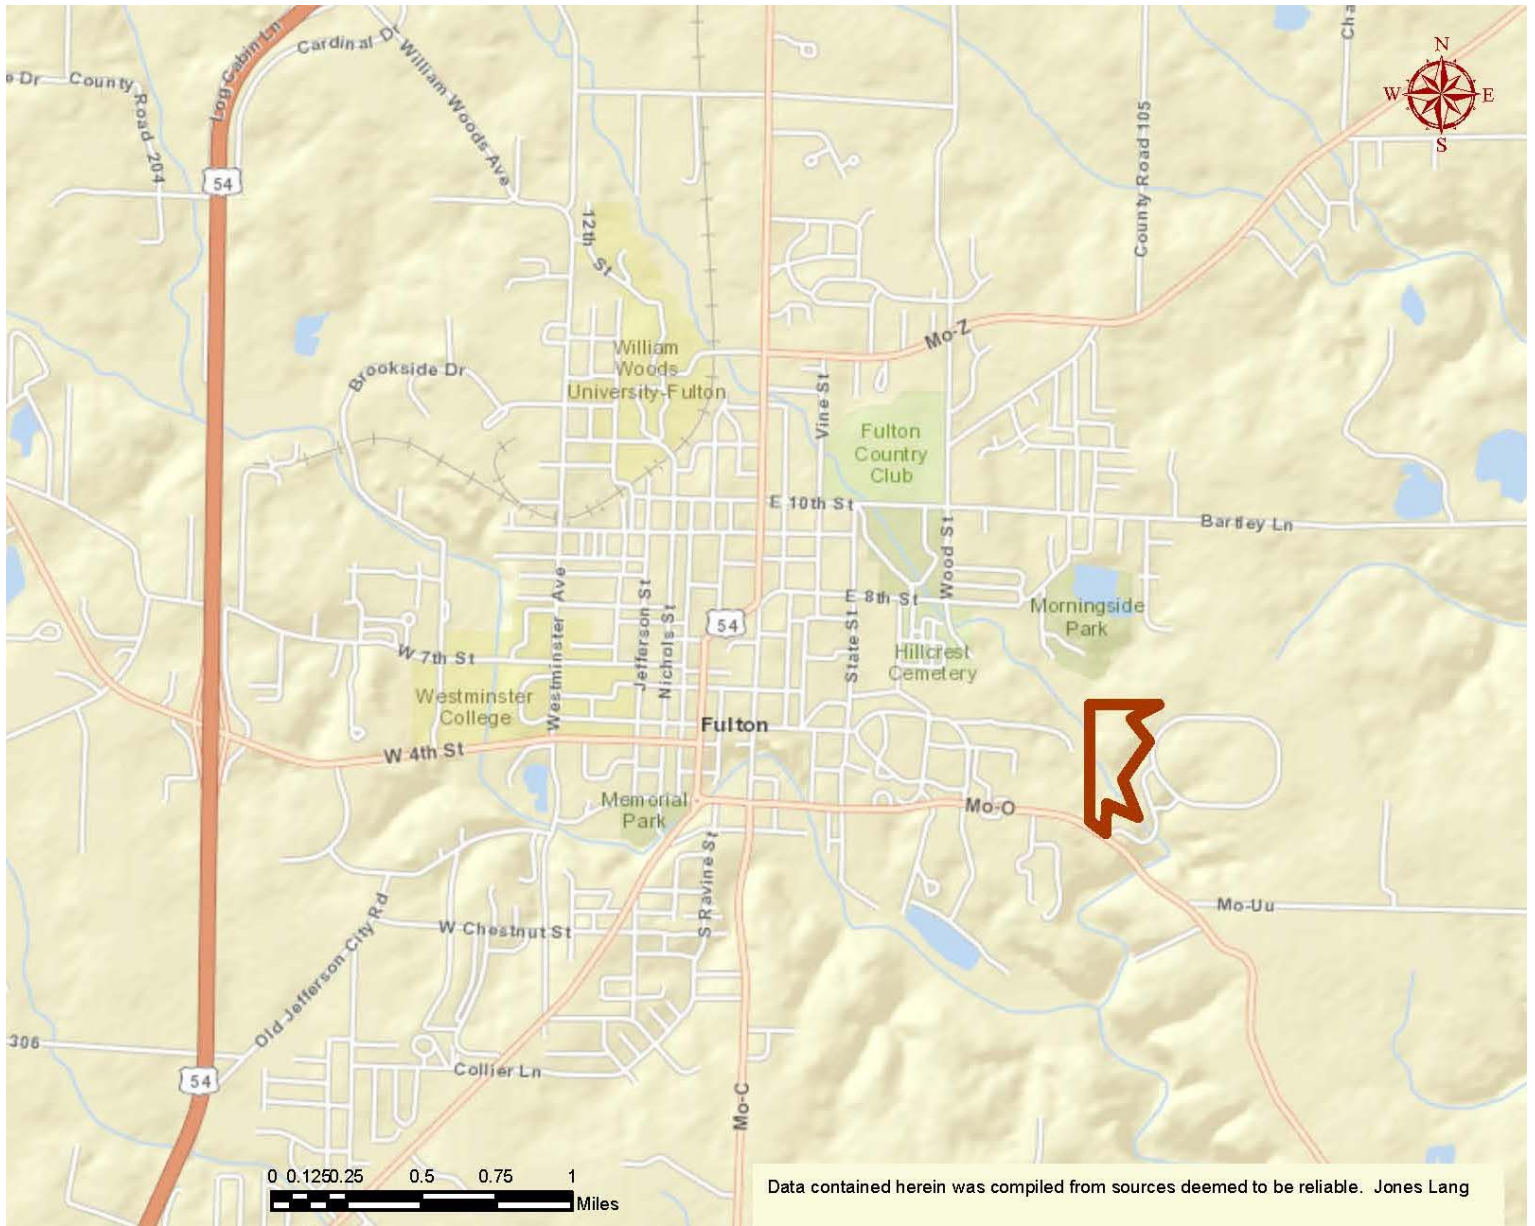 N
W E
S
Cha
Log Cabin Ln
Cardinal Dr
William Woods Ave
e Dr
County Road 204
54
County Road 105
12th St
Mo-Z
William
Woods
University-Fulton
Brookside Dr
Vine St
Fulton
Country
Club
E 10th St
Bartley Ln
Wood St
Westminster Ave
Jefferson St
Nichols St
54
E 8th St
State St
Morningside
Park
Hillcrest
Cemetery
W 7th St
Westminster
College
Fulton
W 4th St
Memorial
Park
Mo-O
S Ravine St
Mo-Uu
W Chestnut St
Old Jefferson City Rd
306
Collier Ln
54
Mo-C
0 0.125 0.25 0.5 0.75 1
Miles
Data contained herein was compiled from sources deemed to be reliable. Jones Lang